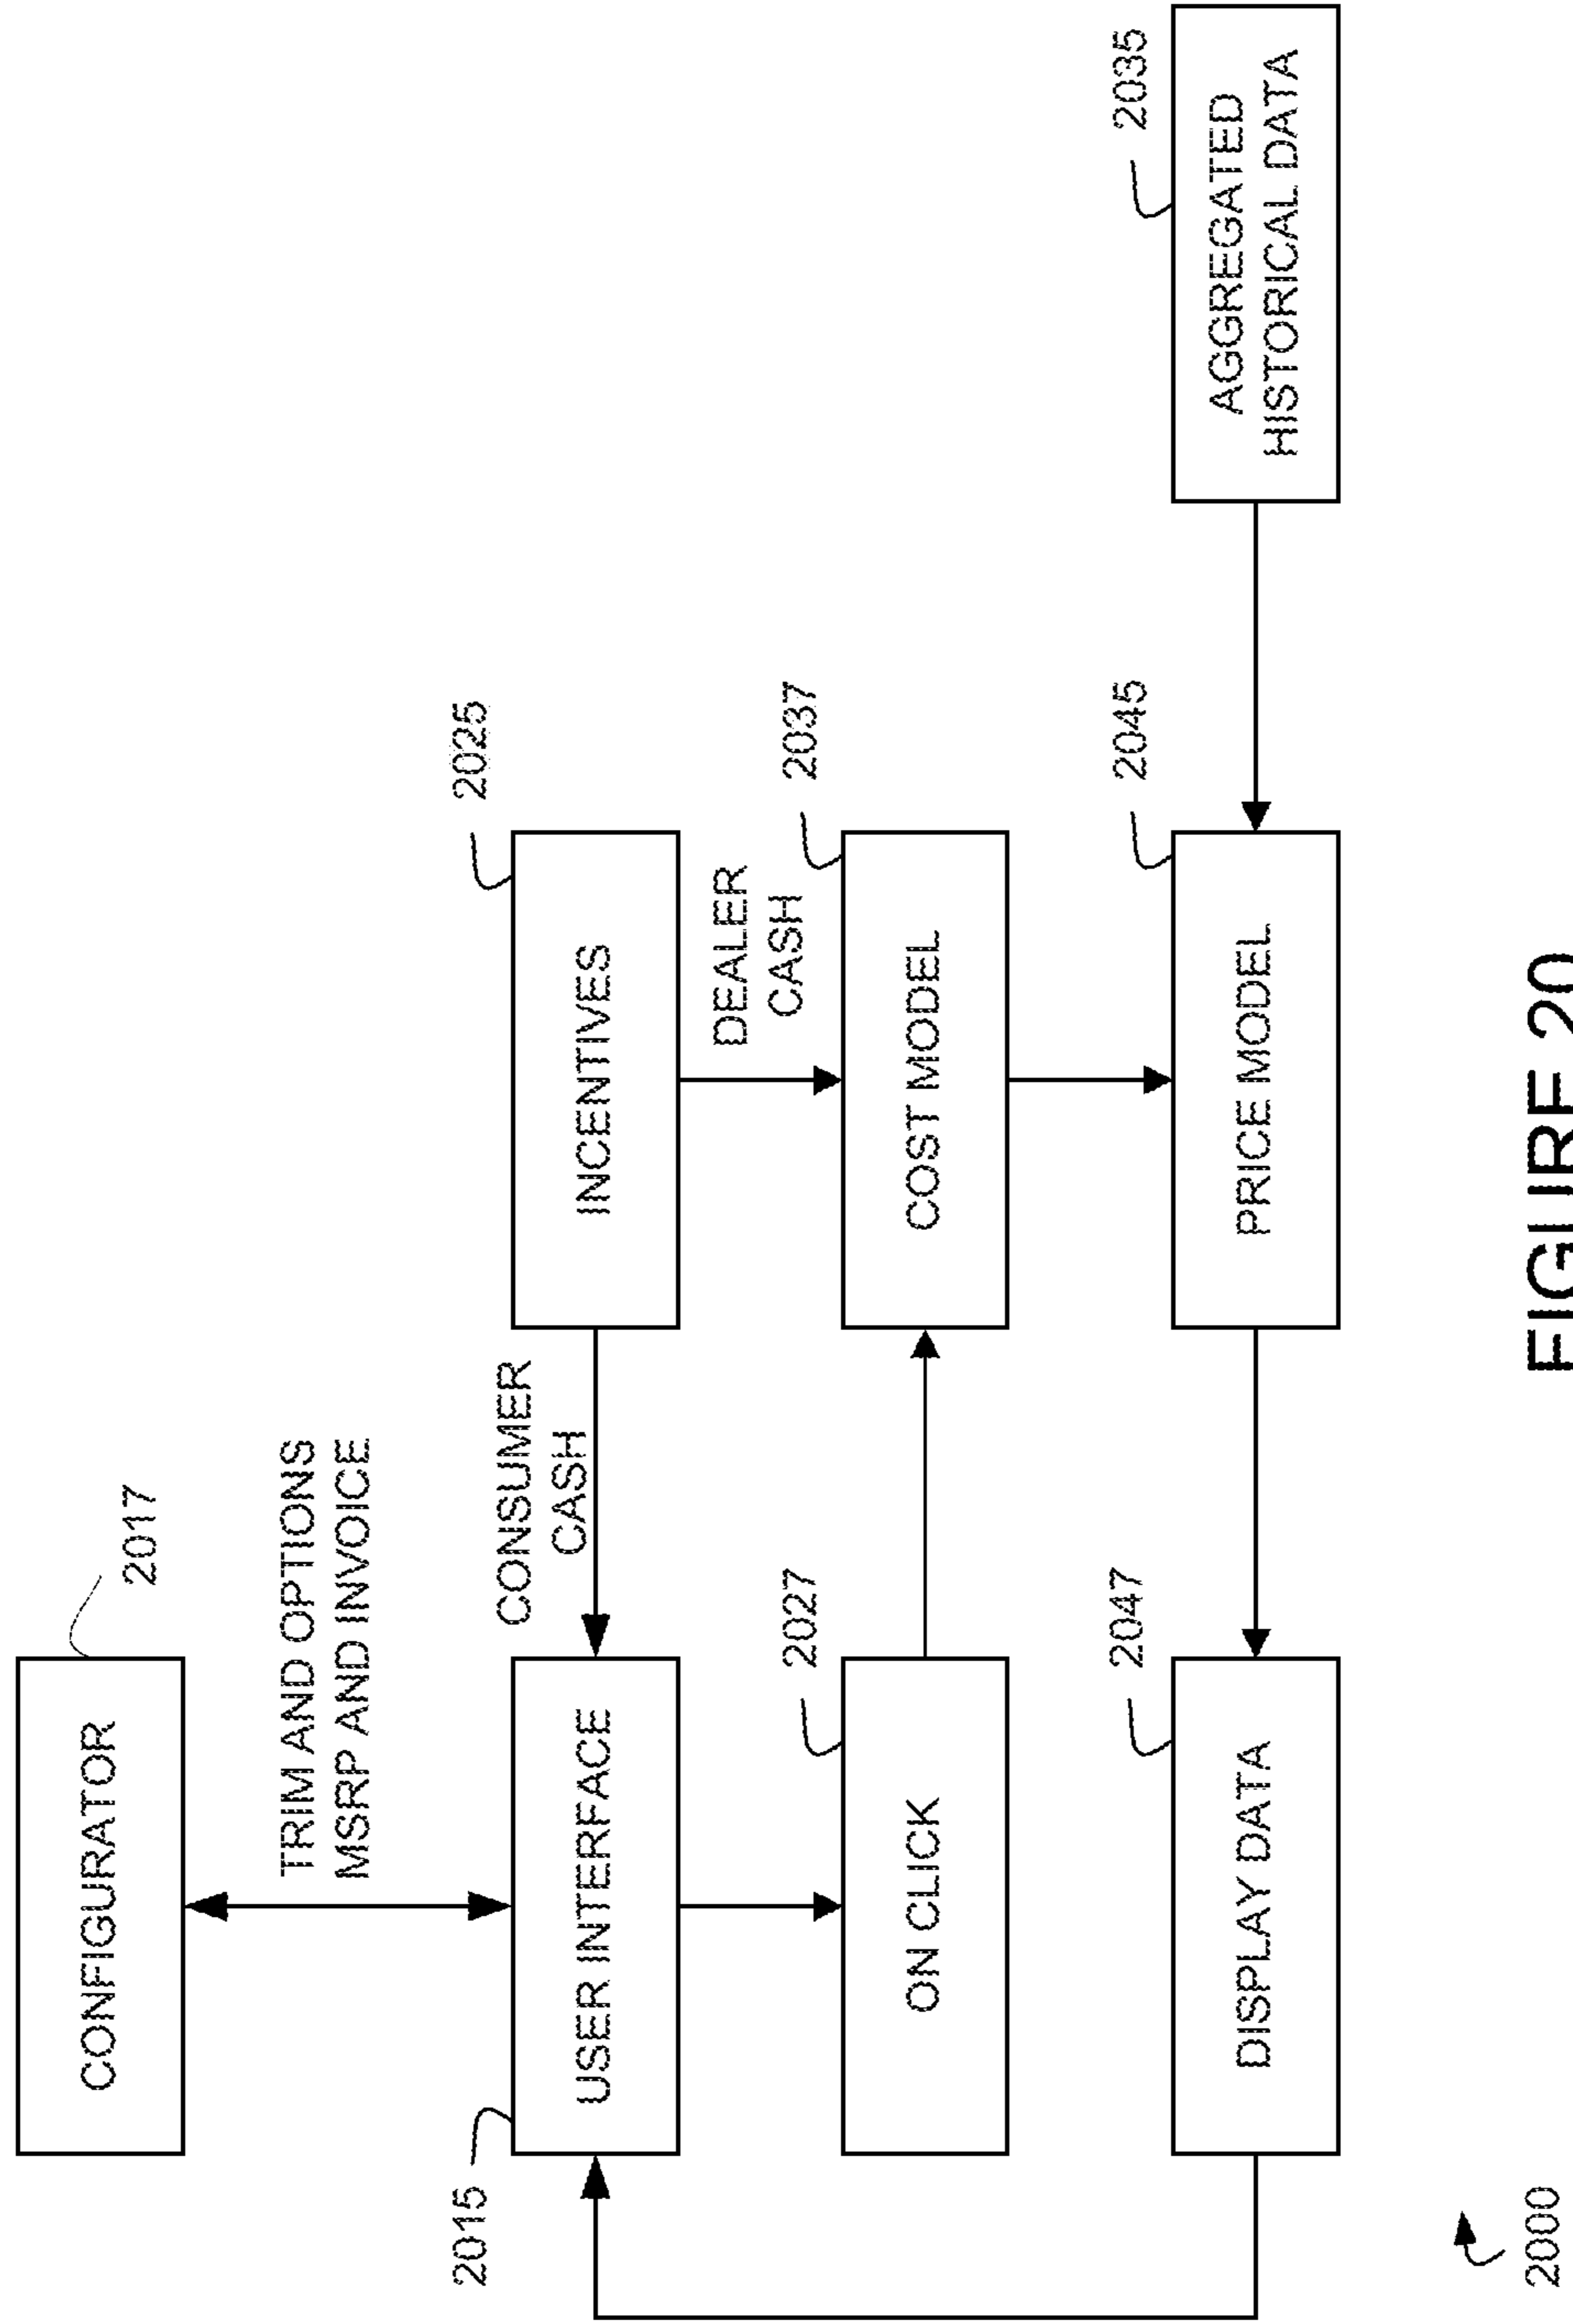 CONFIGURATOR
2017
TRIM AND OPTIONS
MSRP AND INVOICE
2015
USER INTERFACE
CONSUMER
CASH
INCENTIVES
2025
DEALER
CASH
ON CLICK
2027
COST MODEL
2037
DISPLAY DATA
2047
PRICE MODEL
2045
AGGREGATED
HISTORICAL DATA
2035
2000
FIGURE 20